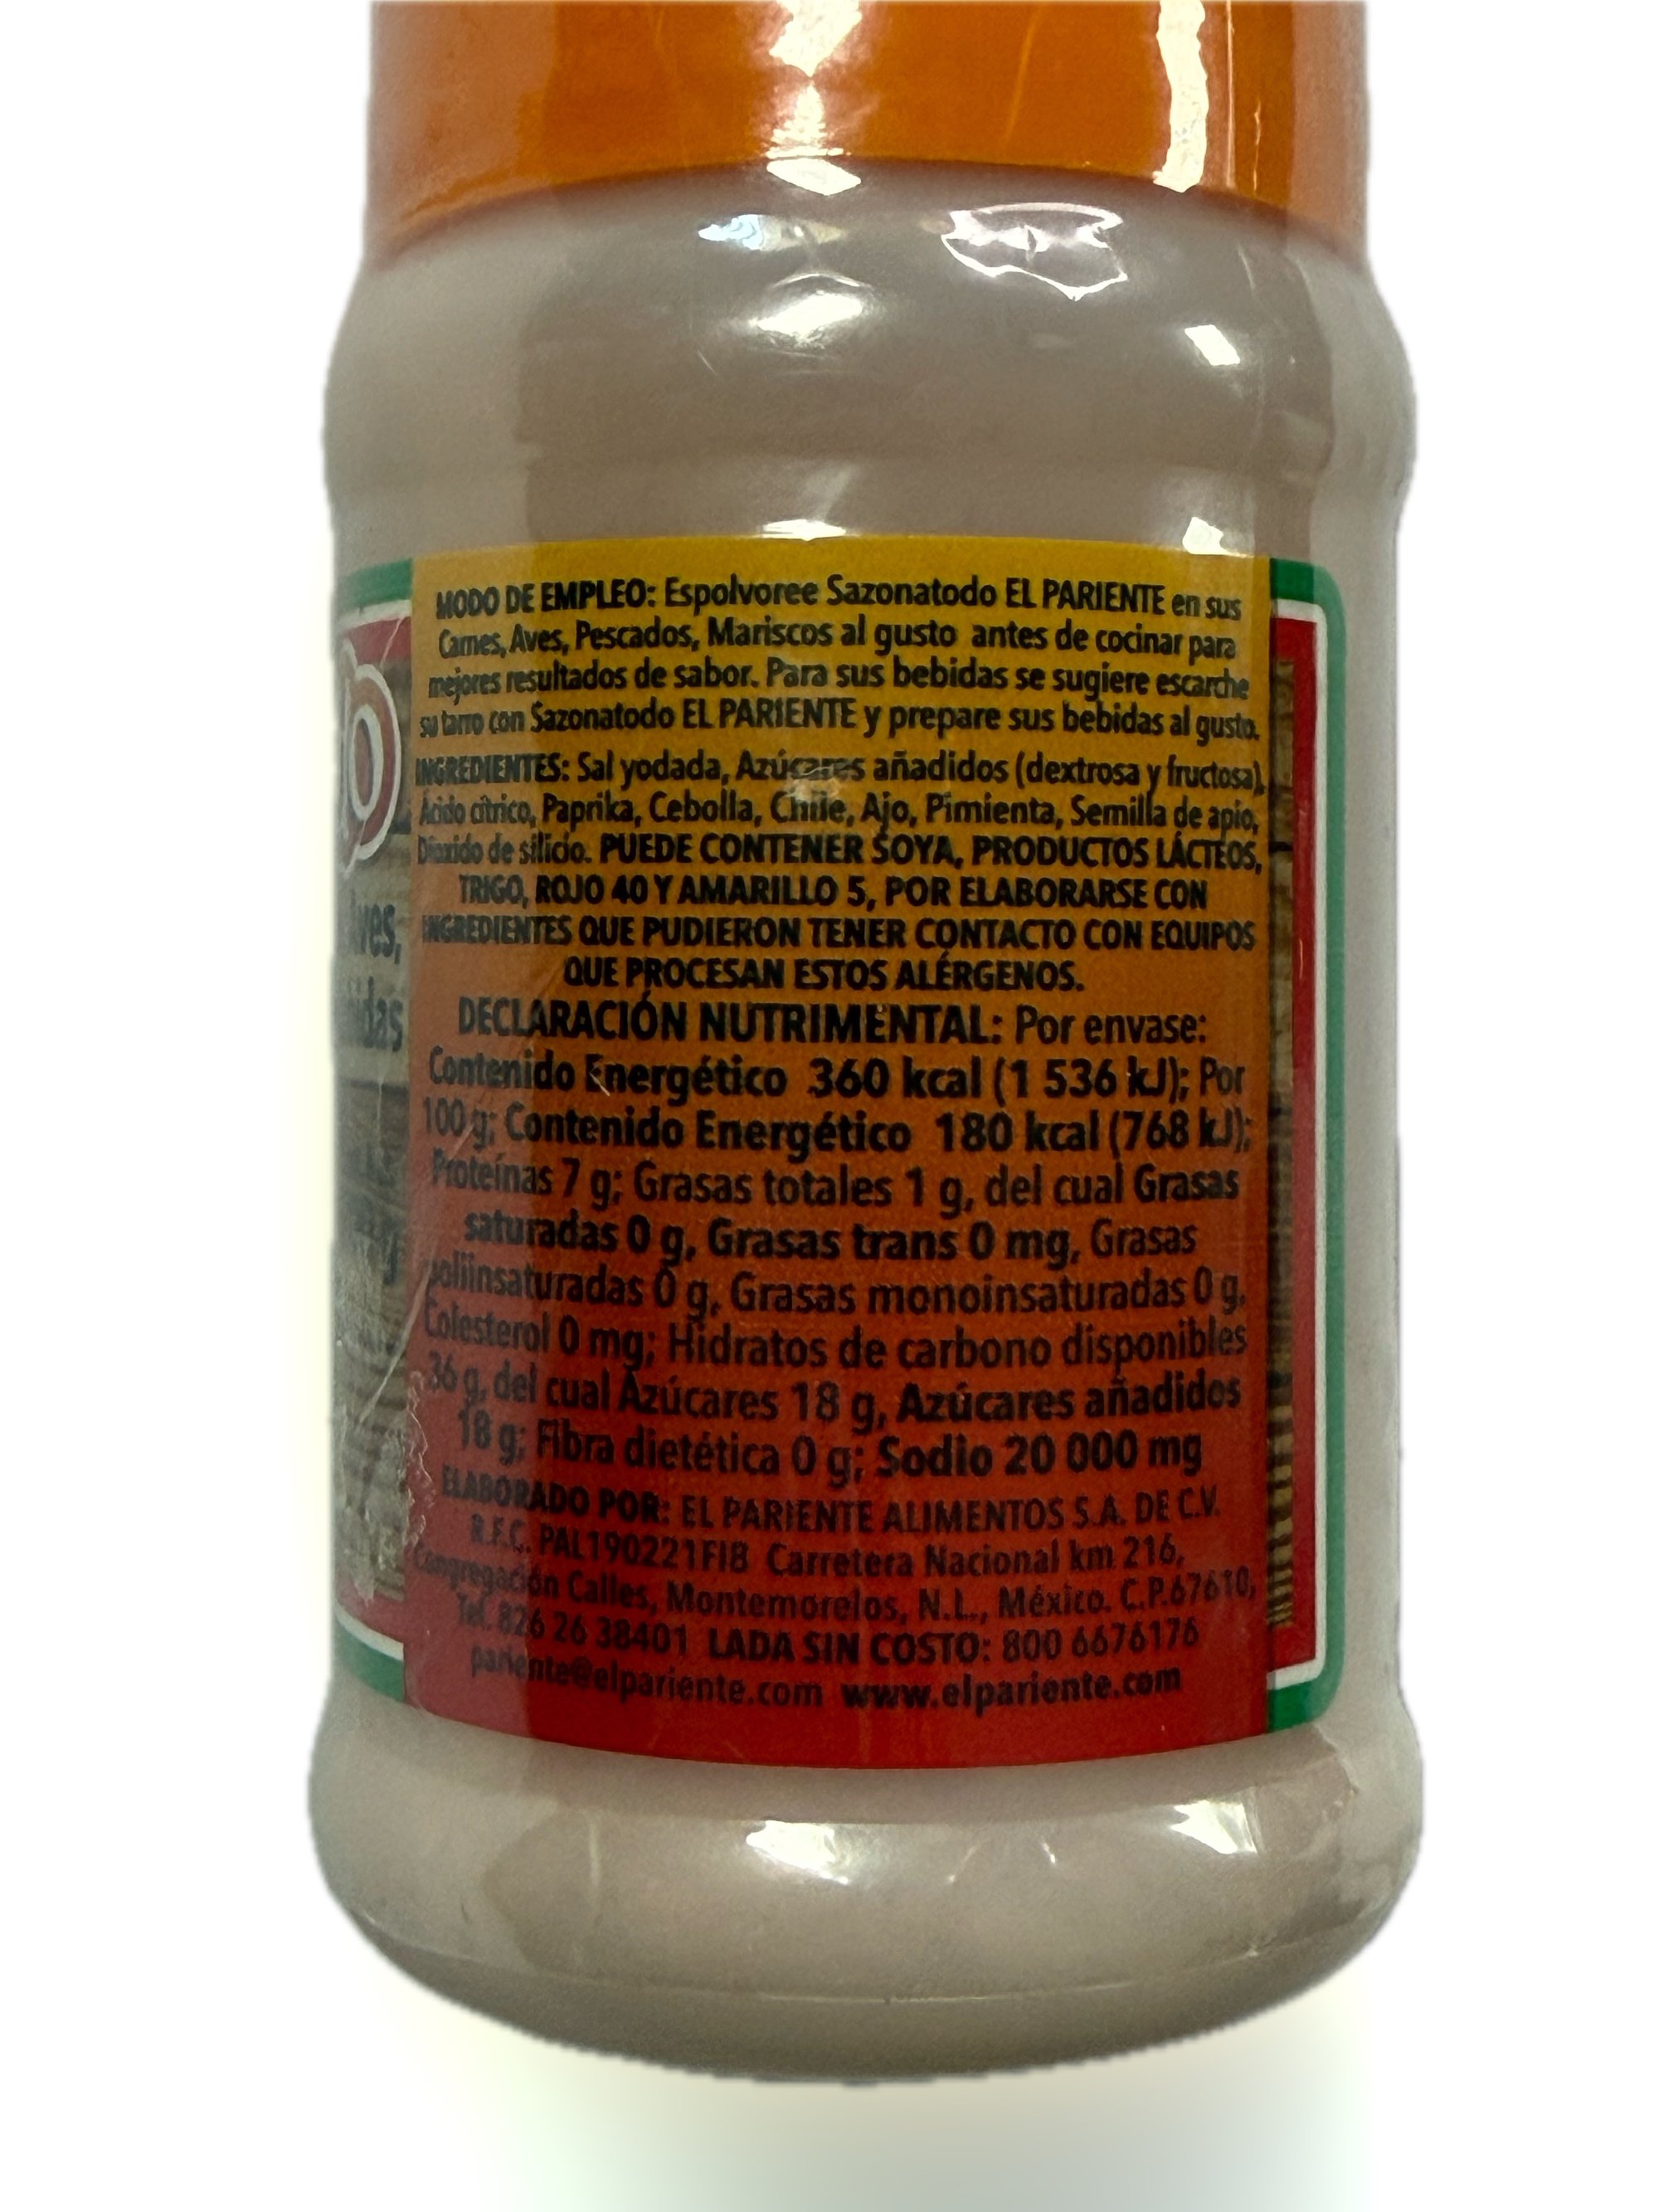 MODO DE EMPLEO: Espolvoree Sazonatodo EL PARIENTE en sus
Carnes, Aves, Pescados, Mariscos al gusto antes de cocinar para
mejores resultados de sabor. Para sus bebidas se sugiere escarche
su tarro con Sazonatodo EL PARIENTE y prepare sus bebidas al gusto.
INGREDIENTES: Sal yodada, Azúcares añadidos (dextrosa y fructosa),
Ácido cítrico, Paprika, Cebolla, Chile, Ajo, Pimienta, Semilla de apio,
Dióxido de silicio. PUEDE CONTENER SOYA, PRODUCTOS LÁCTEOS,
TRIGO, ROJO 40 Y AMARILLO 5, POR ELABORARSE CON
INGREDIENTES QUE PUDIERON TENER CONTACTO CON EQUIPOS
QUE PROCESAN ESTOS ALÉRGENOS.
DECLARACIÓN NUTRIMENTAL: Por envase:
Contenido Energético 360 kcal (1 536 kJ); Por
100 g; Contenido Energético 180 kcal (768 kJ);
Proteínas 7 g; Grasas totales 1 g, del cual Grasas
saturadas 0 g, Grasas trans 0 mg, Grasas
poliinsaturadas 0 g, Grasas monoinsaturadas 0 g,
Colesterol 0 mg; Hidratos de carbono disponibles
36 g, del cual Azúcares 18 g, Azúcares añadidos
18 g; Fibra dietética 0 g; Sodio 20 000 mg
ELABORADO POR: EL PARIENTE ALIMENTOS S.A. DE C.V.
R.F.C. PAL190221FI8 Carretera Nacional km 216,
Congregación Calles, Montemorelos, N.L., México. C.P.67610,
Tel. 826 26 38401 LADA SIN COSTO: 800 6676176
pariente@elpariente.com www.elpariente.com